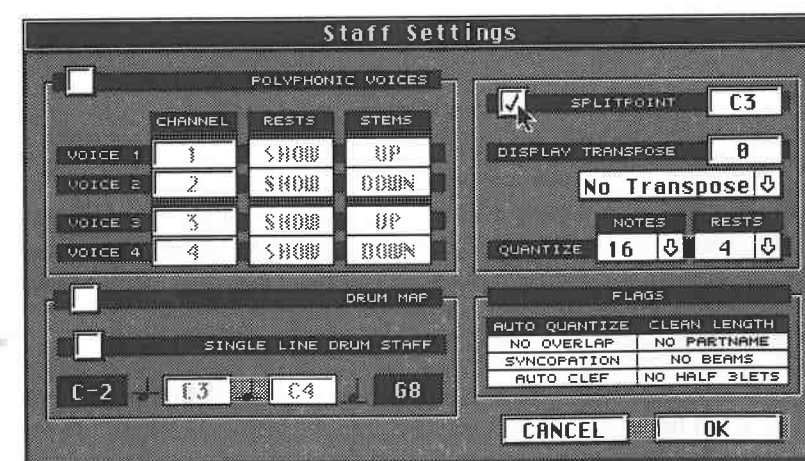 Staff Settings
POLYPHONIC VOICES
CHANNEL RESTS STEMS
VOICE 1 1 SHOW UP
VOICE 2 2 SHOW DOWN
VOICE 3 3 SHOW UP
VOICE 4 4 SHOW DOWN
DRUM MAP
SINGLE LINE DRUM STAFF
C-2 C3 C4 G8
SPLITPOINT C3
DISPLAY TRANSPOSE 0
No Transpose
NOTES RESTS
QUANTIZE 16 4
FLAGS
AUTO QUANTIZE CLEAN LENGTH
NO OVERLAP NO PARTNAME
SYNCOPATION NO BEAMS
AUTO CLEF NO HALF 3LETS
CANCEL OK